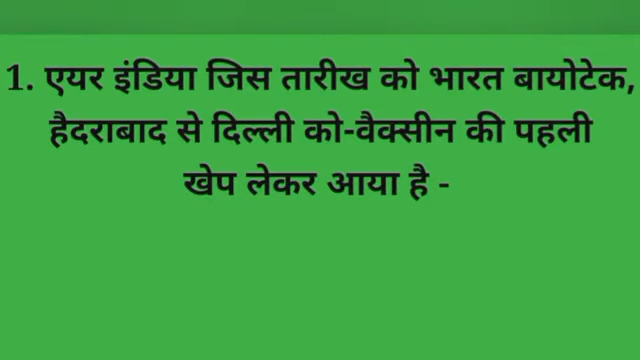 1. एयर इंडिया जिस तारीख को भारत बायोटेक,
हैदराबाद से दिल्ली को-वैक्सीन की पहली
खेप लेकर आया है -